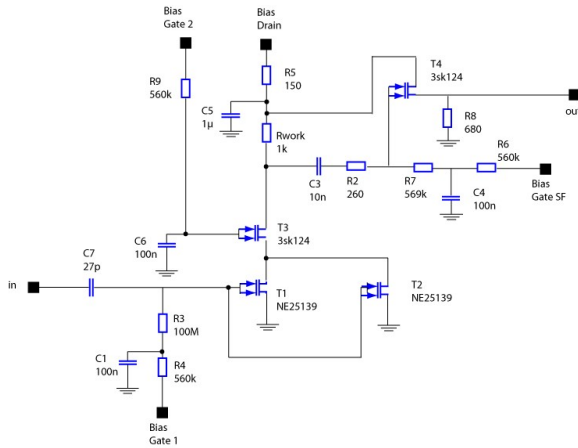 Bias
Gate 2
Bias
Drain
R9
560k
R5
150
T4
3sk124
C5
1µ
Rwork
1k
R8
680
out
R6
560k
C3
10n
R2
260
R7
569k
C4
100n
Bias
Gate SF
T3
3sk124
C6
100n
C7
27p
in
T1
NE25139
T2
NE25139
R3
100M
C1
100n
R4
560k
Bias
Gate 1